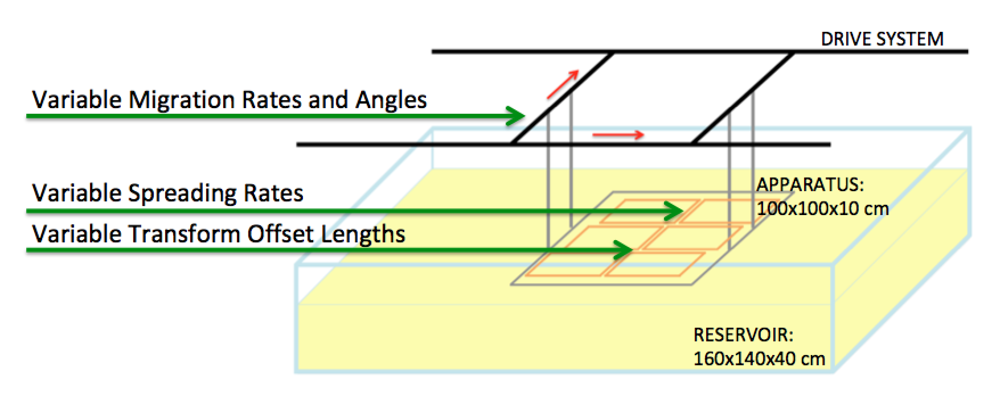 DRIVE SYSTEM
Variable Migration Rates and Angles
Variable Spreading Rates
APPARATUS:
100x100x10 cm
Variable Transform Offset Lengths
RESERVOIR:
160x140x40 cm